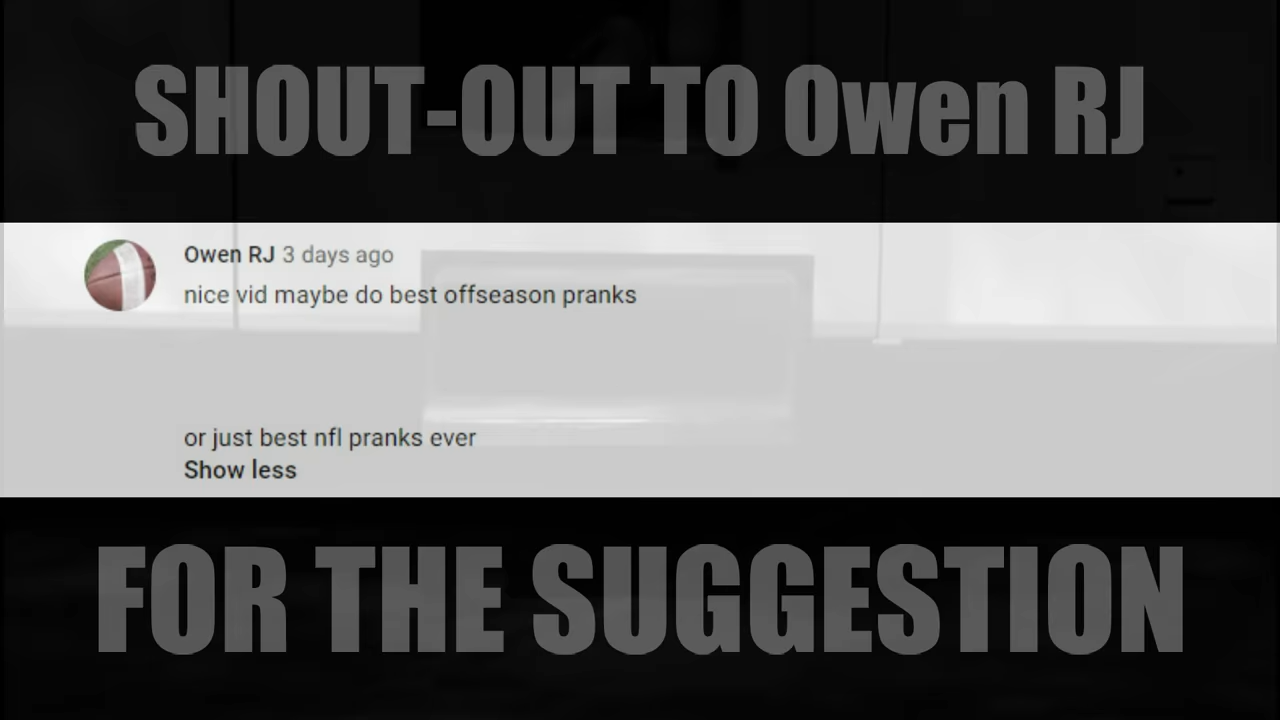 SHOUT-OUT TO Owen RJ
Owen RJ 3 days ago
nice vid maybe do best offseason pranks
or just best nfl pranks ever
Show less
FOR THE SUGGESTION